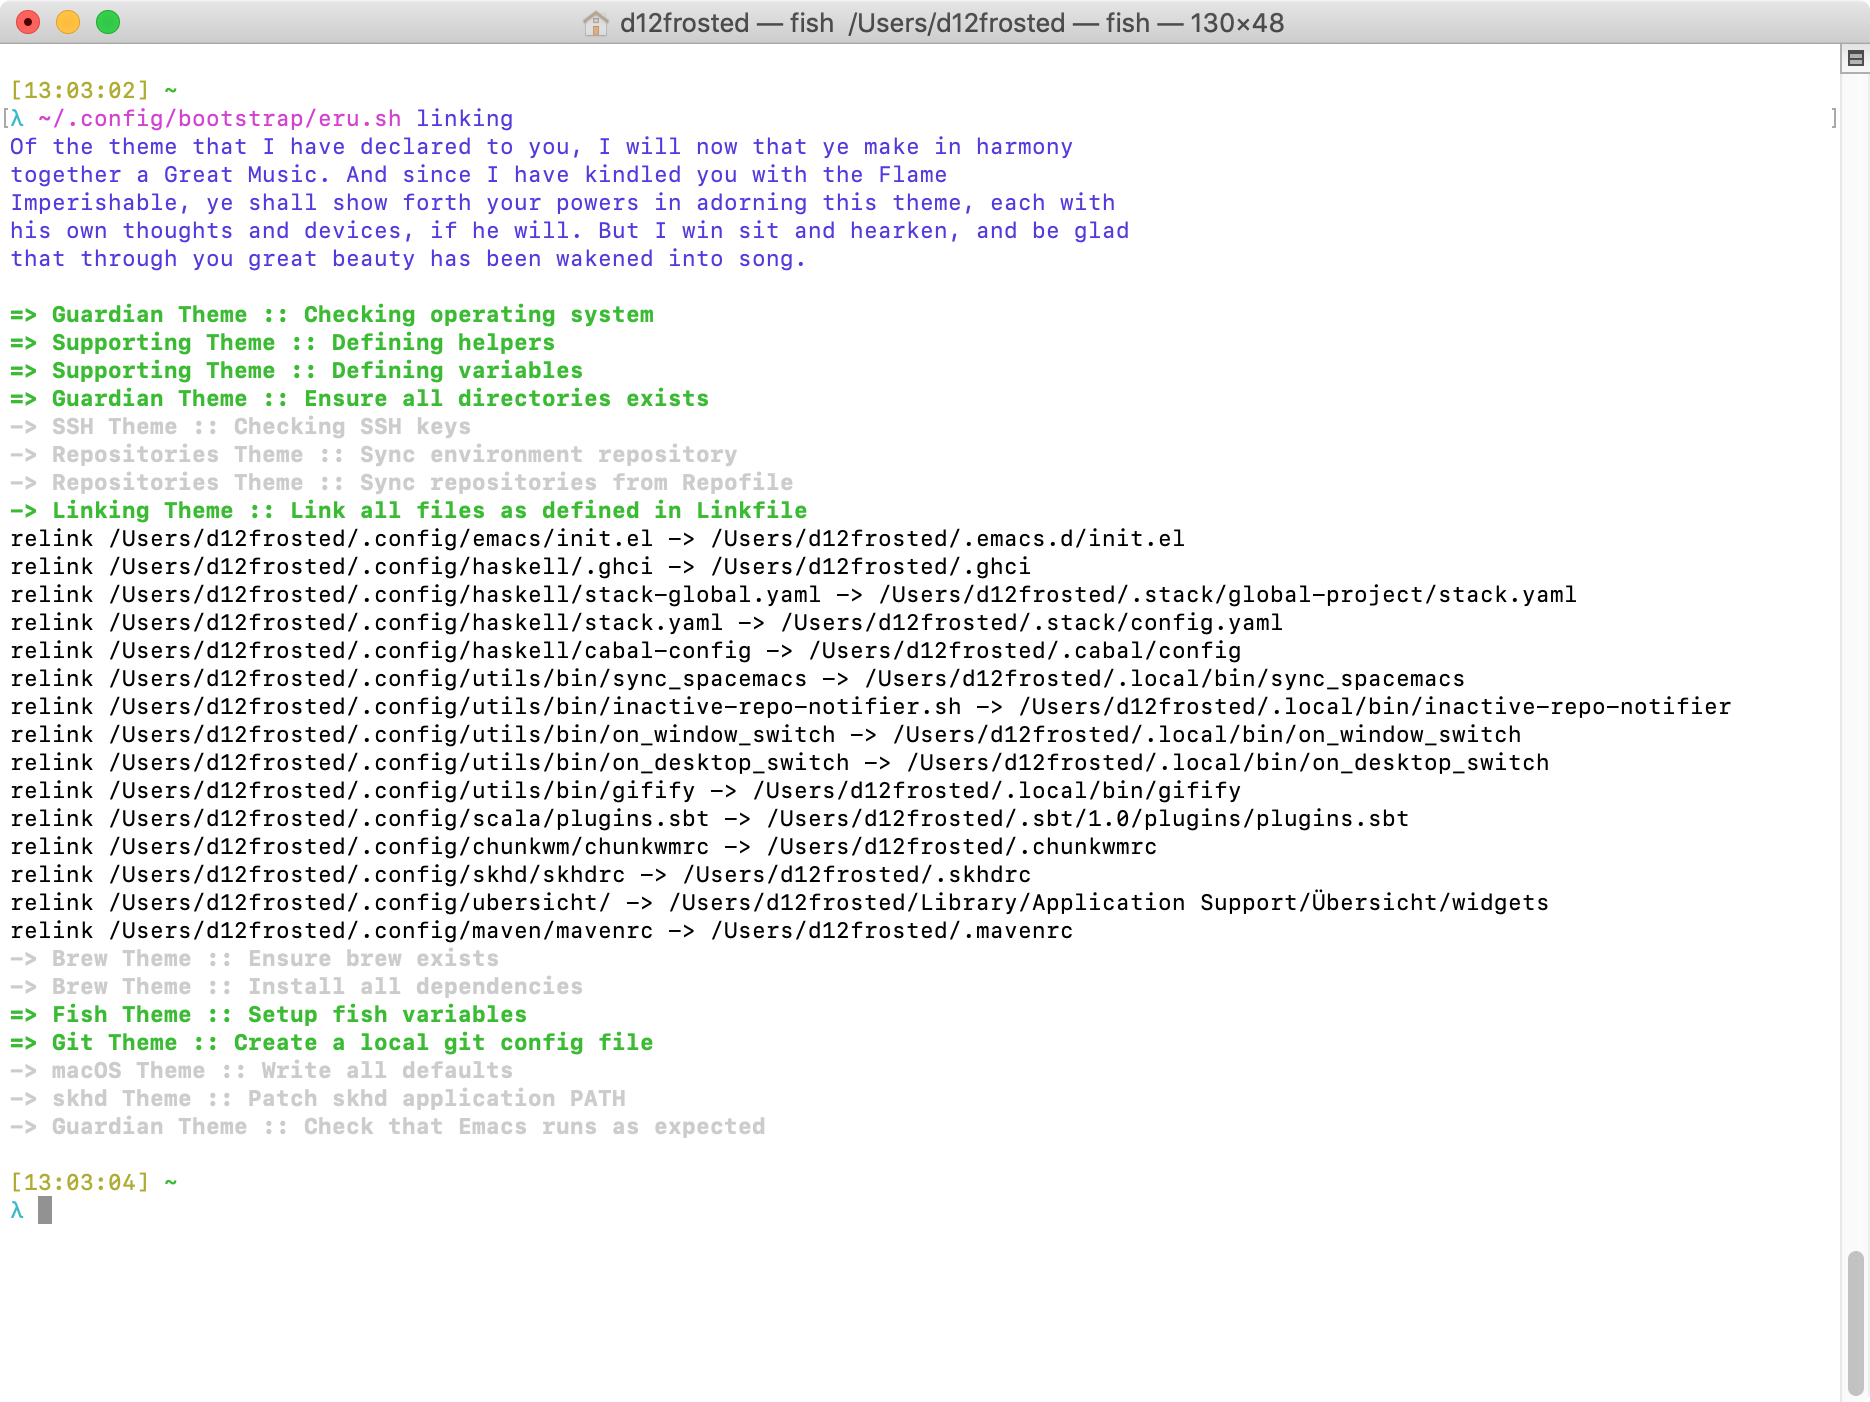 d12frosted — fish  /Users/d12frosted — fish — 130×48
[13:03:02] ~
[λ ~/.config/bootstrap/eru.sh linking ]
Of the theme that I have declared to you, I will now that ye make in harmony
together a Great Music. And since I have kindled you with the Flame
Imperishable, ye shall show forth your powers in adorning this theme, each with
his own thoughts and devices, if he will. But I win sit and hearken, and be glad
that through you great beauty has been wakened into song.
=> Guardian Theme :: Checking operating system
=> Supporting Theme :: Defining helpers
=> Supporting Theme :: Defining variables
=> Guardian Theme :: Ensure all directories exists
-> SSH Theme :: Checking SSH keys
-> Repositories Theme :: Sync environment repository
-> Repositories Theme :: Sync repositories from Repofile
-> Linking Theme :: Link all files as defined in Linkfile
relink /Users/d12frosted/.config/emacs/init.el -> /Users/d12frosted/.emacs.d/init.el
relink /Users/d12frosted/.config/haskell/.ghci -> /Users/d12frosted/.ghci
relink /Users/d12frosted/.config/haskell/stack-global.yaml -> /Users/d12frosted/.stack/global-project/stack.yaml
relink /Users/d12frosted/.config/haskell/stack.yaml -> /Users/d12frosted/.stack/config.yaml
relink /Users/d12frosted/.config/haskell/cabal-config -> /Users/d12frosted/.cabal/config
relink /Users/d12frosted/.config/utils/bin/sync_spacemacs -> /Users/d12frosted/.local/bin/sync_spacemacs
relink /Users/d12frosted/.config/utils/bin/inactive-repo-notifier.sh -> /Users/d12frosted/.local/bin/inactive-repo-notifier
relink /Users/d12frosted/.config/utils/bin/on_window_switch -> /Users/d12frosted/.local/bin/on_window_switch
relink /Users/d12frosted/.config/utils/bin/on_desktop_switch -> /Users/d12frosted/.local/bin/on_desktop_switch
relink /Users/d12frosted/.config/utils/bin/gifify -> /Users/d12frosted/.local/bin/gifify
relink /Users/d12frosted/.config/scala/plugins.sbt -> /Users/d12frosted/.sbt/1.0/plugins/plugins.sbt
relink /Users/d12frosted/.config/chunkwm/chunkwmrc -> /Users/d12frosted/.chunkwmrc
relink /Users/d12frosted/.config/skhd/skhdrc -> /Users/d12frosted/.skhdrc
relink /Users/d12frosted/.config/ubersicht/ -> /Users/d12frosted/Library/Application Support/Übersicht/widgets
relink /Users/d12frosted/.config/maven/mavenrc -> /Users/d12frosted/.mavenrc
-> Brew Theme :: Ensure brew exists
-> Brew Theme :: Install all dependencies
=> Fish Theme :: Setup fish variables
=> Git Theme :: Create a local git config file
-> macOS Theme :: Write all defaults
-> skhd Theme :: Patch skhd application PATH
-> Guardian Theme :: Check that Emacs runs as expected
[13:03:04] ~
λ